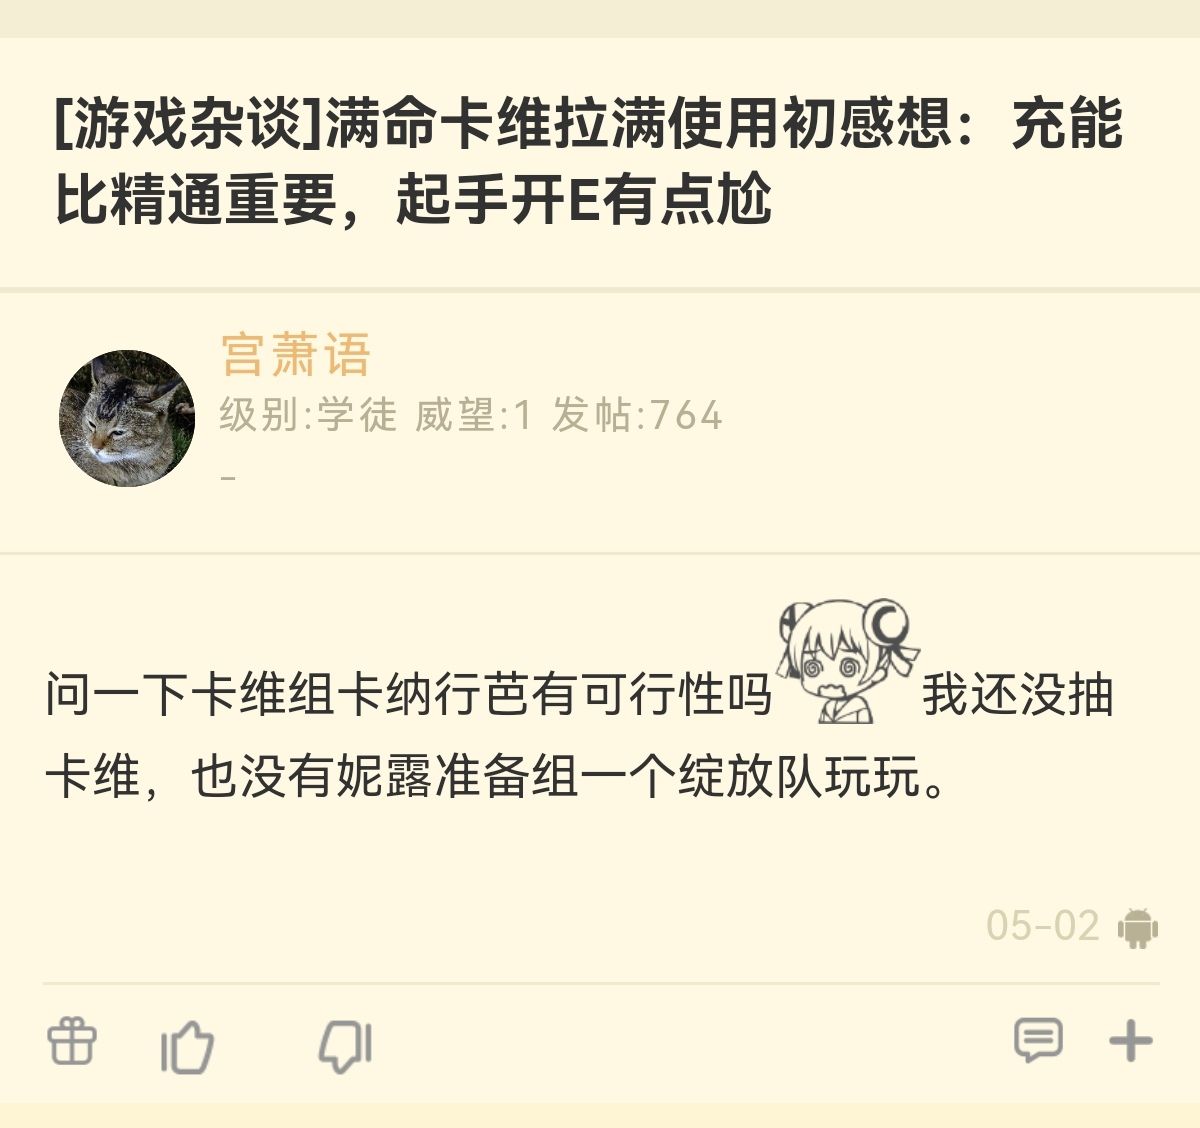 [游戏杂谈]满命卡维拉满使用初感想：充能
比精通重要，起手开E有点尬
宫萧语
级别:学徒 威望:1 发帖:764
-
问一下卡维组卡纳行芭有可行性吗我还没抽
卡维，也没有妮露准备组一个绽放队玩玩。
05-02